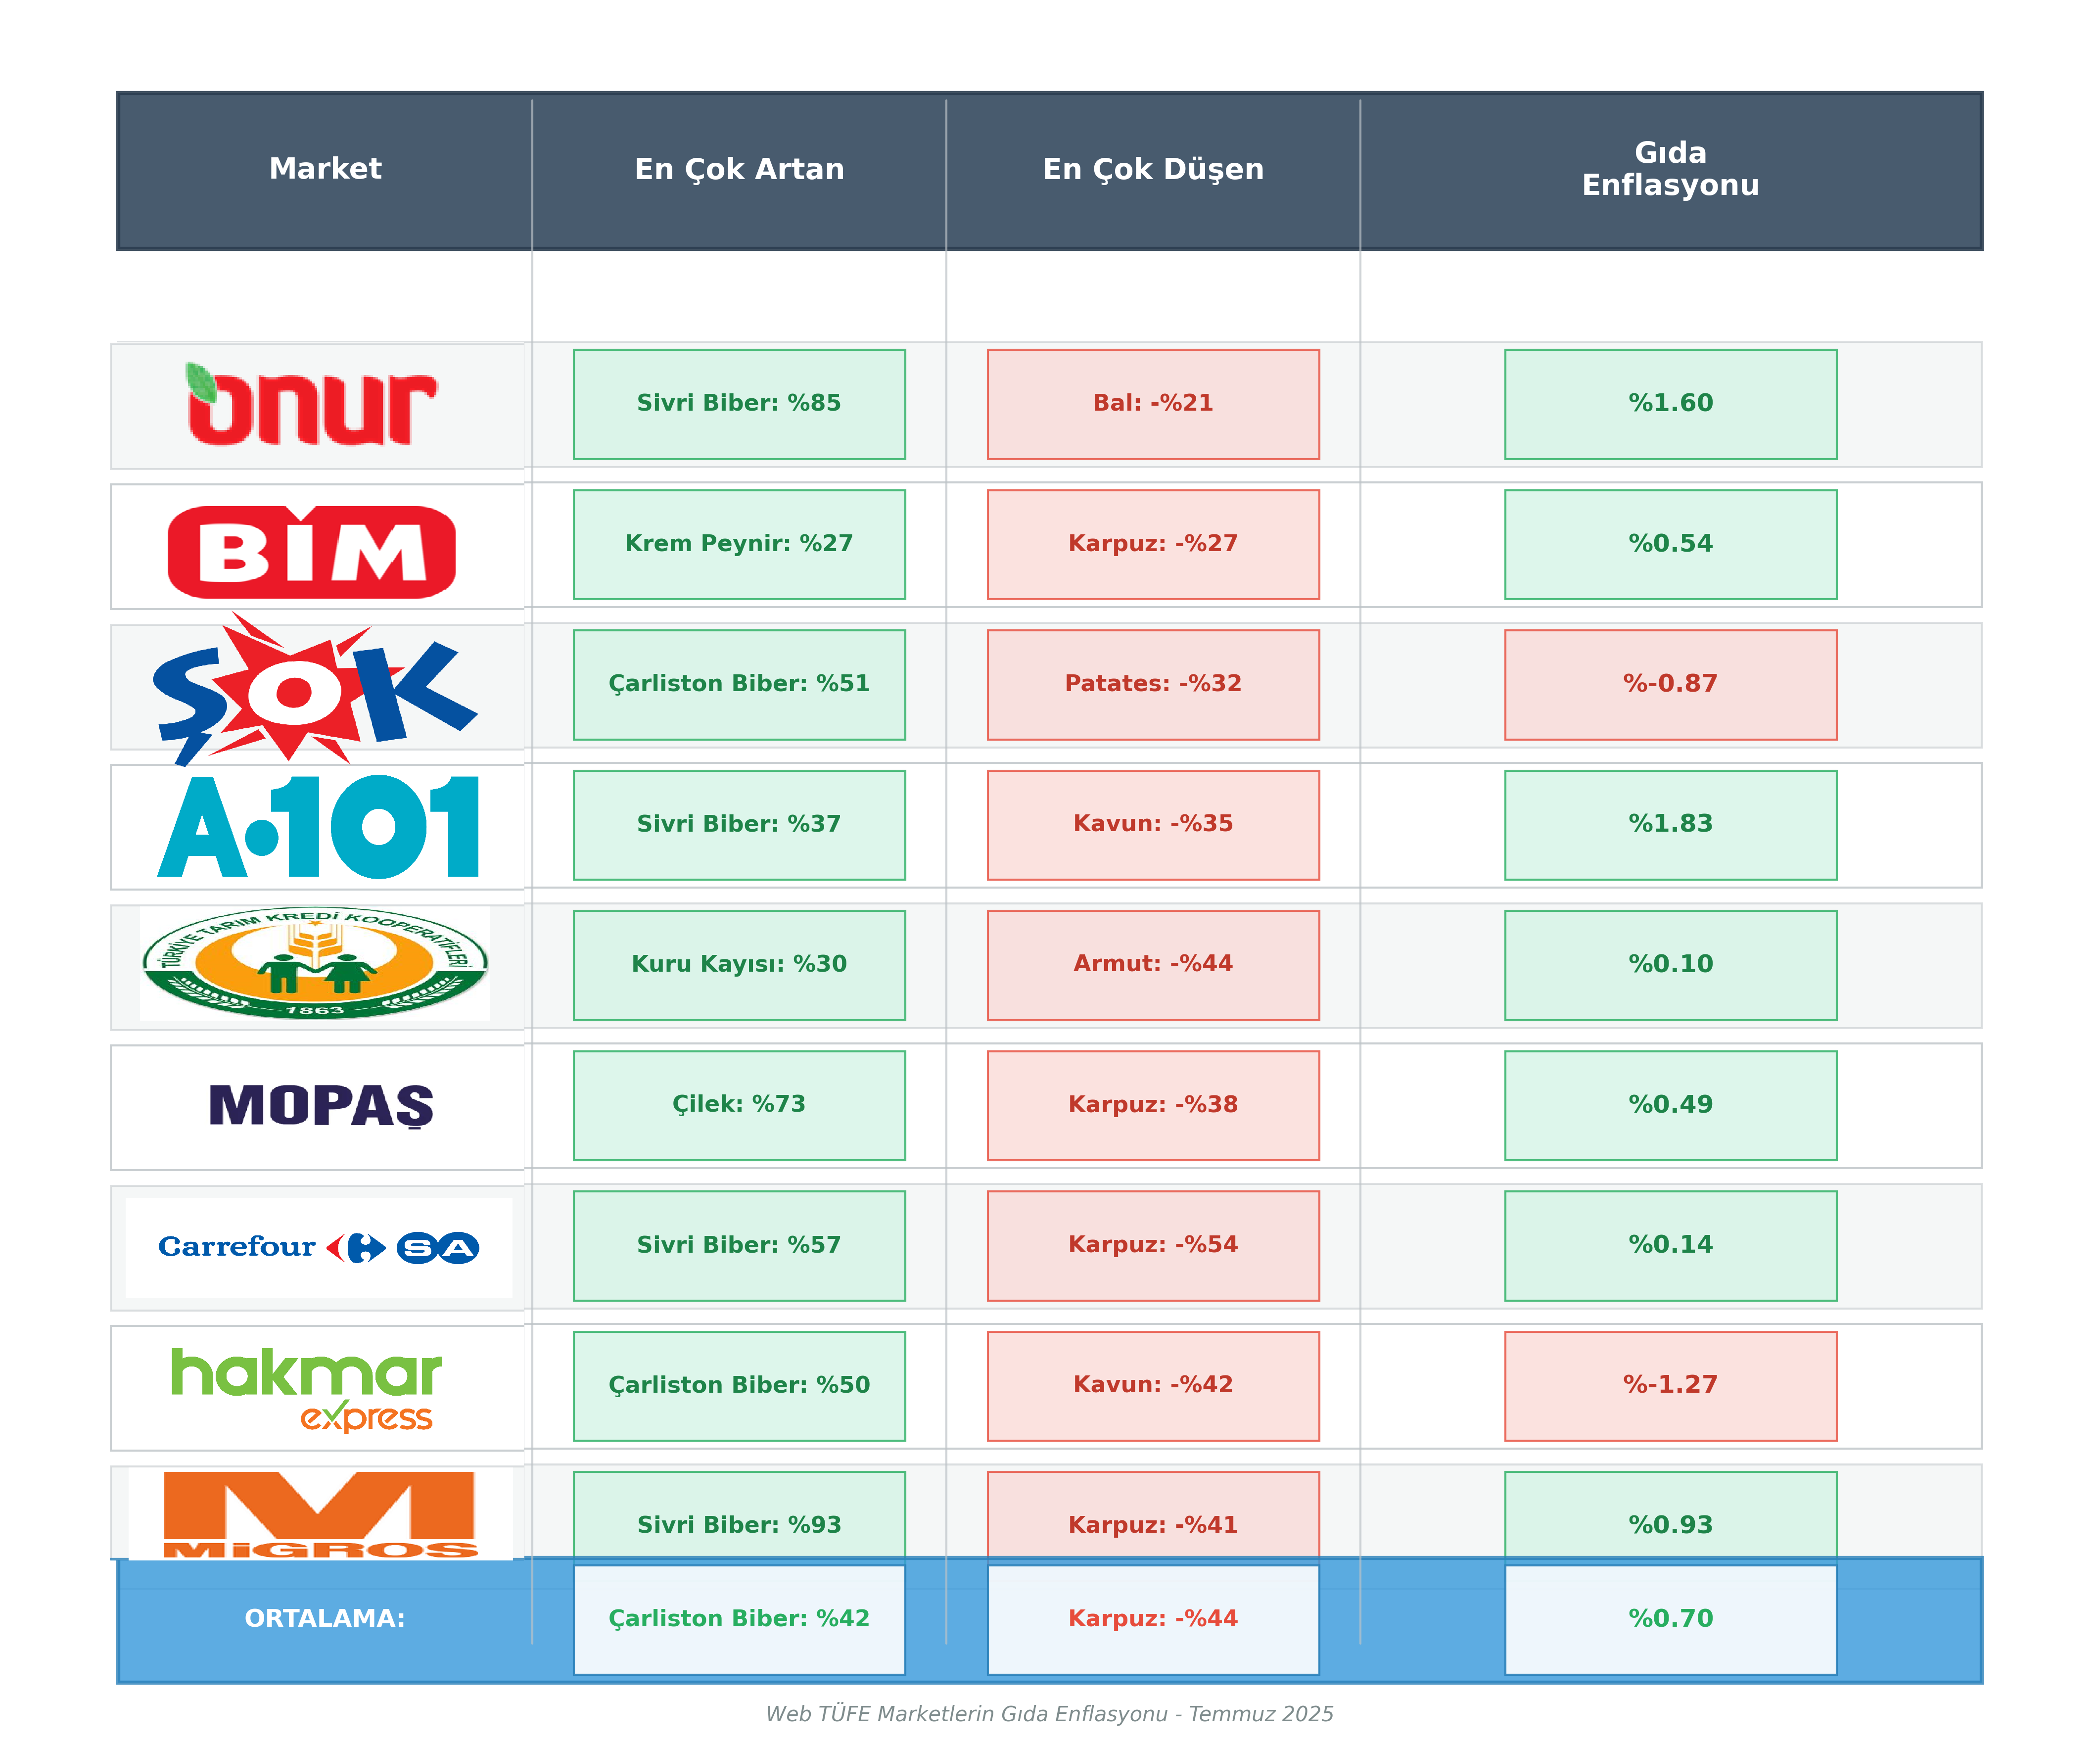 Market
En Çok Artan
En Çok Düşen
Gıda
Enflasyonu
onur
Sivri Biber: %85
Bal: -%21
%1.60
BİM
Krem Peynir: %27
Karpuz: -%27
%0.54
ŞOK
Çarliston Biber: %51
Patates: -%32
%-0.87
A101
Sivri Biber: %37
Kavun: -%35
%1.83
TÜRKİYE TARIM KREDİ KOOPERATİFLERİ
1863
Kuru Kayısı: %30
Armut: -%44
%0.10
MOPAŞ
Çilek: %73
Karpuz: -%38
%0.49
Carrefour SA
Sivri Biber: %57
Karpuz: -%54
%0.14
hakmar
express
Çarliston Biber: %50
Kavun: -%42
%-1.27
M
MiGROS
Sivri Biber: %93
Karpuz: -%41
%0.93
ORTALAMA:
Çarliston Biber: %42
Karpuz: -%44
%0.70
Web TÜFE Marketlerin Gıda Enflasyonu - Temmuz 2025